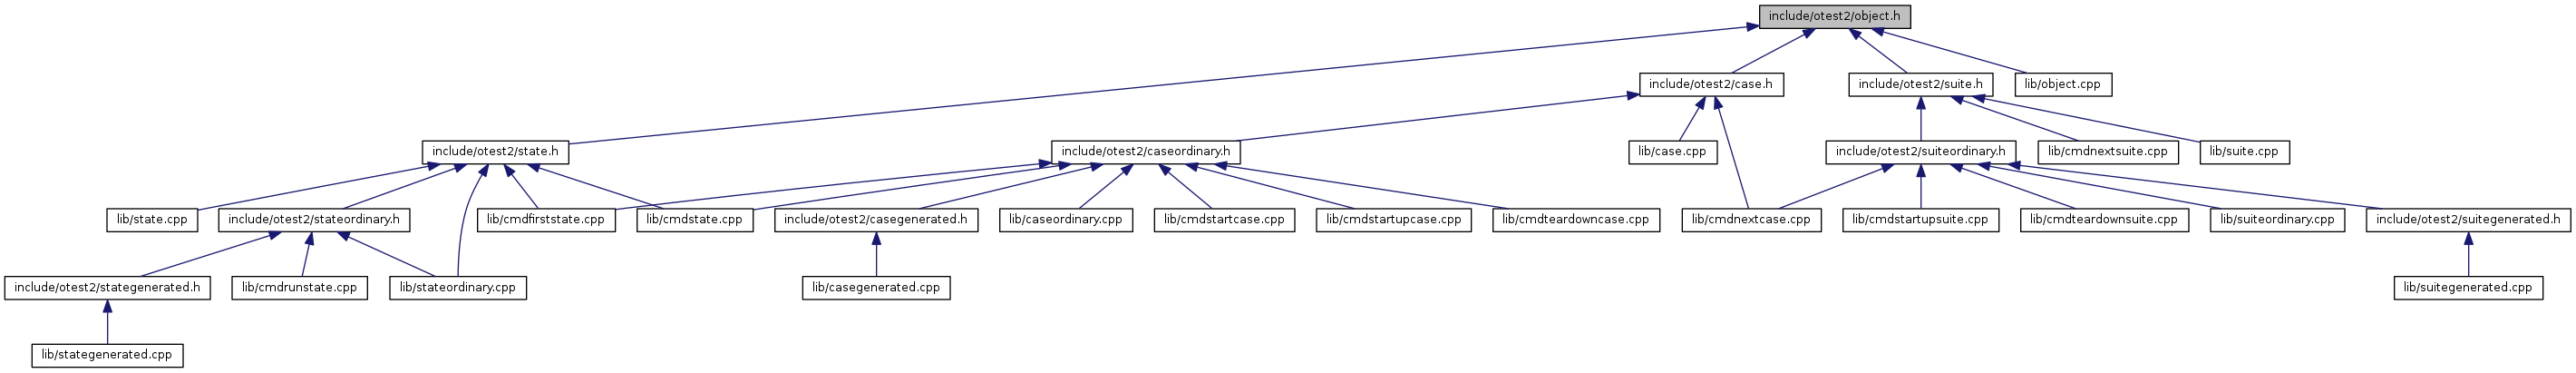 include/otest2/object.h
include/otest2/case.h
include/otest2/suite.h
lib/object.cpp
include/otest2/state.h
include/otest2/caseordinary.h
lib/case.cpp
include/otest2/suiteordinary.h
lib/cmdnextsuite.cpp
lib/suite.cpp
lib/state.cpp
include/otest2/stateordinary.h
lib/cmdfirststate.cpp
lib/cmdstate.cpp
include/otest2/casegenerated.h
lib/caseordinary.cpp
lib/cmdstartcase.cpp
lib/cmdstartupcase.cpp
lib/cmdteardowncase.cpp
lib/cmdnextcase.cpp
lib/cmdstartupsuite.cpp
lib/cmdteardownsuite.cpp
lib/suiteordinary.cpp
include/otest2/suitegenerated.h
include/otest2/stategenerated.h
lib/cmdrunstate.cpp
lib/stateordinary.cpp
lib/casegenerated.cpp
lib/suitegenerated.cpp
lib/stategenerated.cpp